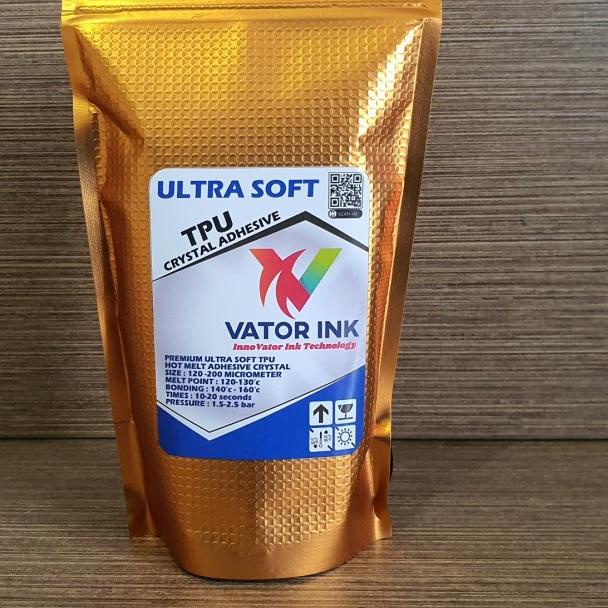 ULTRA SOFT
SCAN ME
TPU
CRYSTAL ADHESIVE
VATOR INK
InnoVator Ink Technology
PREMIUM ULTRA SOFT TPU
HOT MELT ADHESIVE CRYSTAL
SIZE : 120 -200 MICROMETER
MELT POINT : 120-130°c
BONDING : 140°c - 160°c
TIMES : 10-20 seconds
PRESSURE : 1.5-2.5 bar